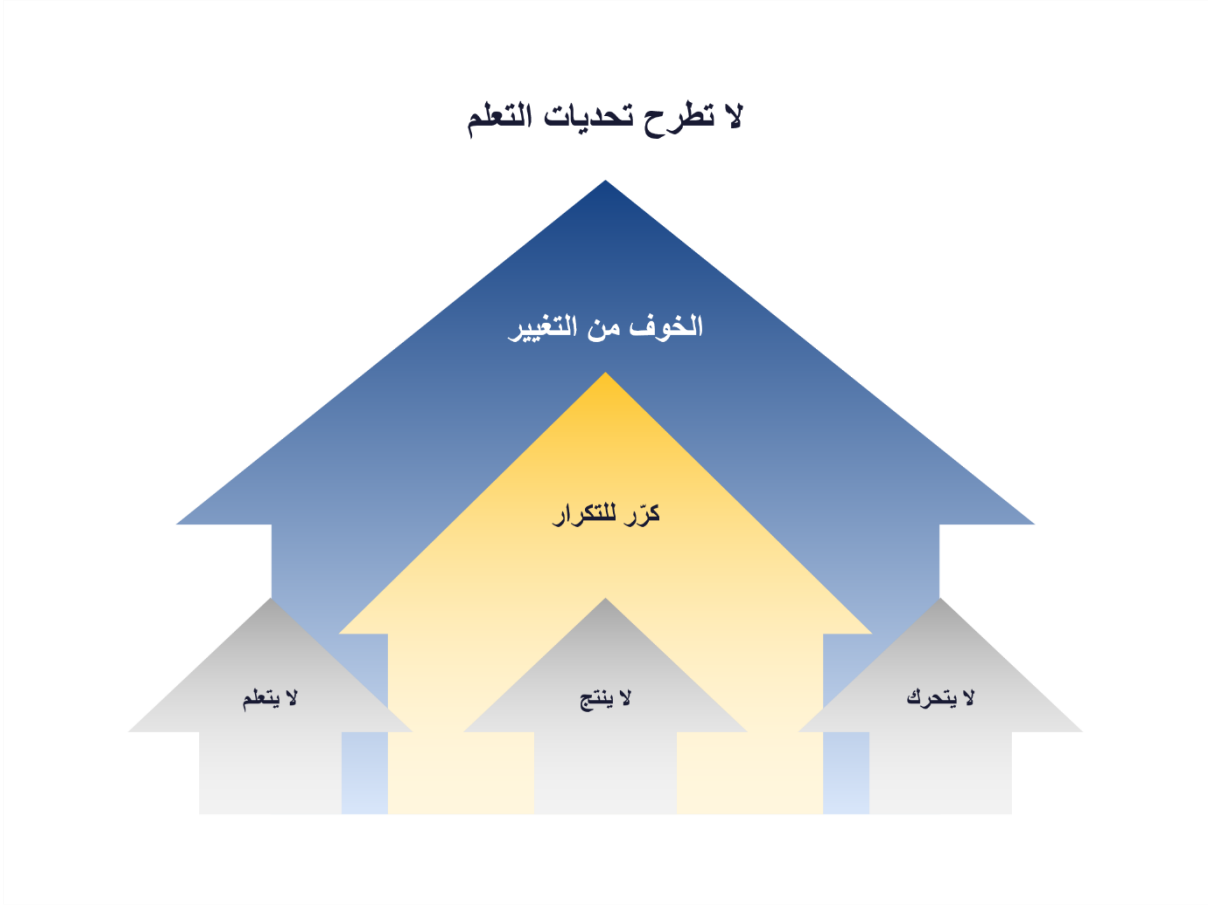 لا تطرح تحديات التعلم
الخوف من التغيير
كرّر للتكرار
لا يتحرك
لا ينتج
لا يتعلم